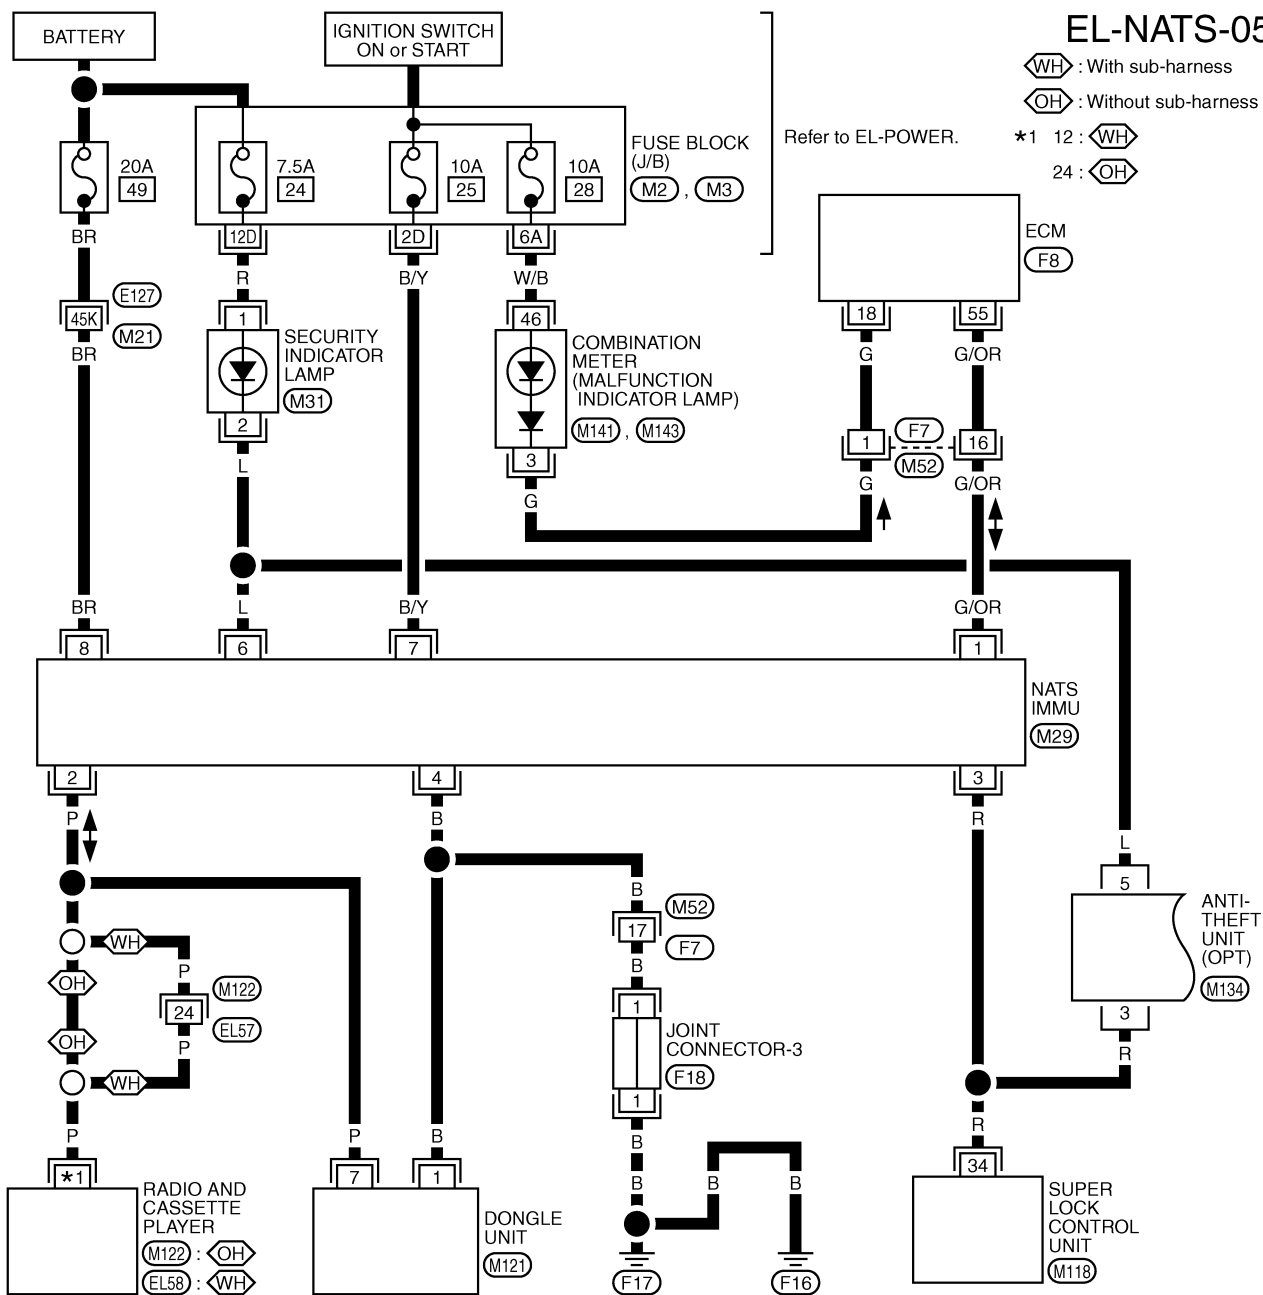 BATTERY
IGNITION SWITCH
ON or START
EL-NATS-05
WH : With sub-harness
OH : Without sub-harness
*1 12 : WH
24 : OH
Refer to EL-POWER.
FUSE BLOCK
(J/B)
M2 , M3
20A
49
7.5A
24
10A
25
10A
28
12D
2D
6A
BR
R
B/Y
W/B
ECM
F8
18
55
G
G/OR
E127
45K
M21
BR
1
SECURITY
INDICATOR
LAMP
M31
2
L
46
COMBINATION
METER
(MALFUNCTION
INDICATOR LAMP)
M141 , M143
3
G
1
F7
M52
16
G
G/OR
BR
L
B/Y
G/OR
8
6
7
1
NATS
IMMU
M29
2
4
3
P
B
R
L
5
ANTI-
THEFT
UNIT
(OPT)
M134
3
R
B
M52
17
F7
B
WH
P
OH
M122
24
EL57
OH
P
WH
1
JOINT
CONNECTOR-3
F18
1
P
P
B
B
B
B
B
R
*1
7
1
34
RADIO AND
CASSETTE
PLAYER
M122 : OH
EL58 : WH
DONGLE
UNIT
M121
F17
F16
SUPER
LOCK
CONTROL
UNIT
M118